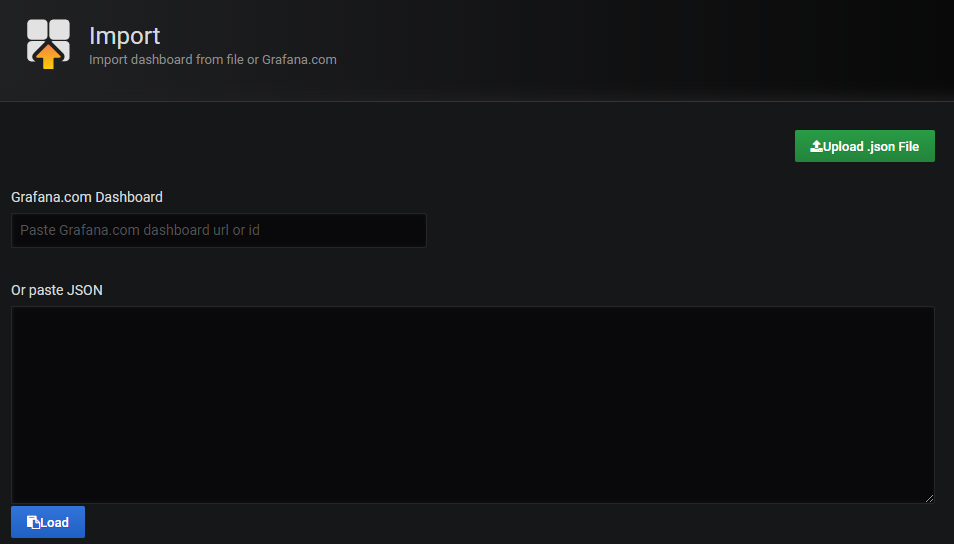 Import
Import dashboard from file or Grafana.com
Upload .json File
Grafana.com Dashboard
Paste Grafana.com dashboard url or id
Or paste JSON
Load